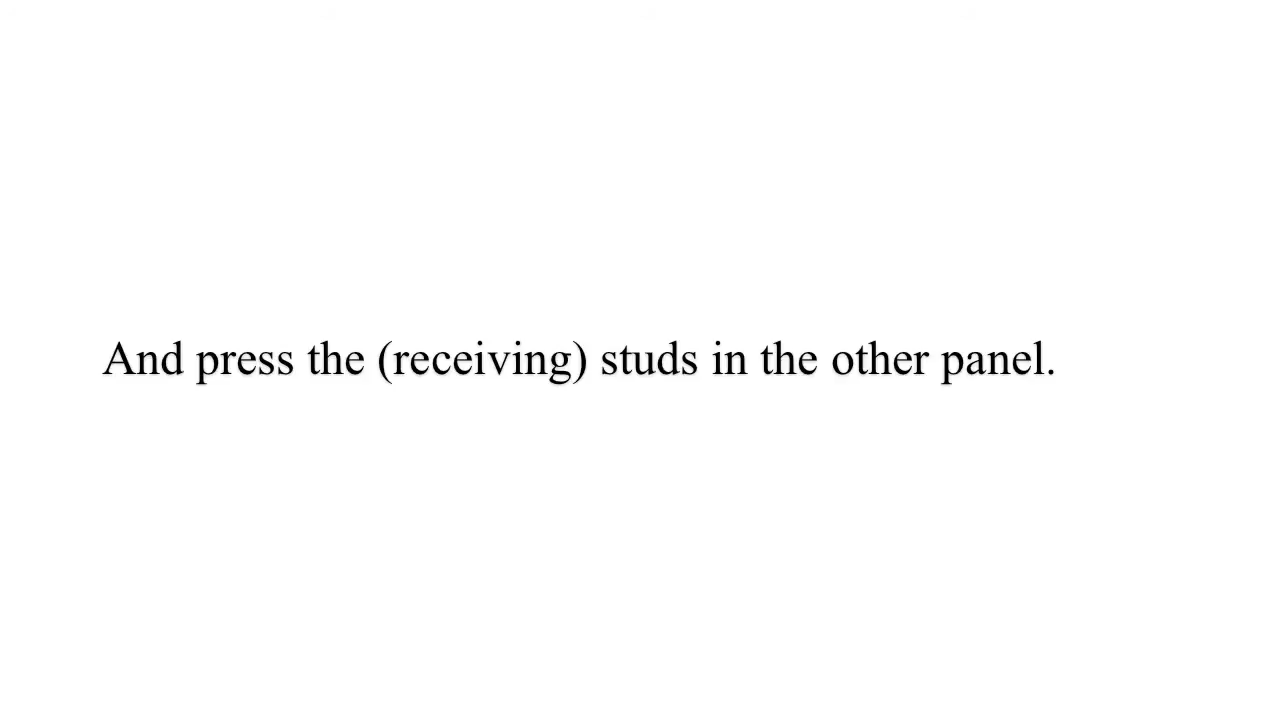 And press the (receiving) studs in the other panel.